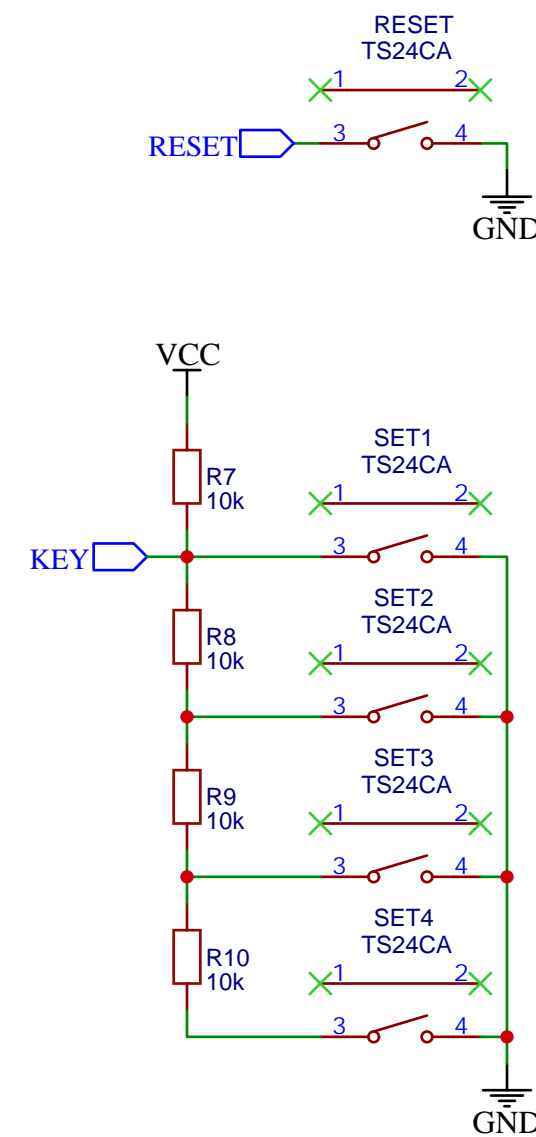 RESET
TS24CA
1 2
RESET 3 4
GND
VCC
SET1
TS24CA
R7
10k
1 2
KEY 3 4
SET2
TS24CA
R8
10k
1 2
3 4
SET3
TS24CA
R9
10k
1 2
3 4
SET4
TS24CA
R10
10k
1 2
3 4
GND